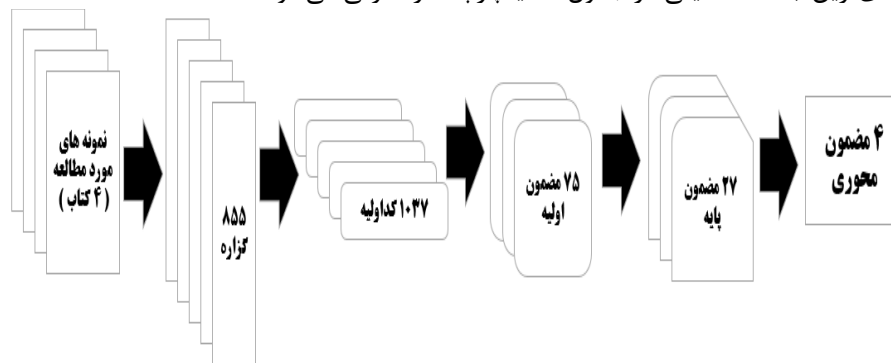 نمونه های
مورد مطالعه
(۴ کتاب)
۸۵۵
گزاره
۱۰۳۷ کداولیه
۷۵ مضمون
اولیه
۲۷ مضمون
پایه
۴ مضمون
محوری